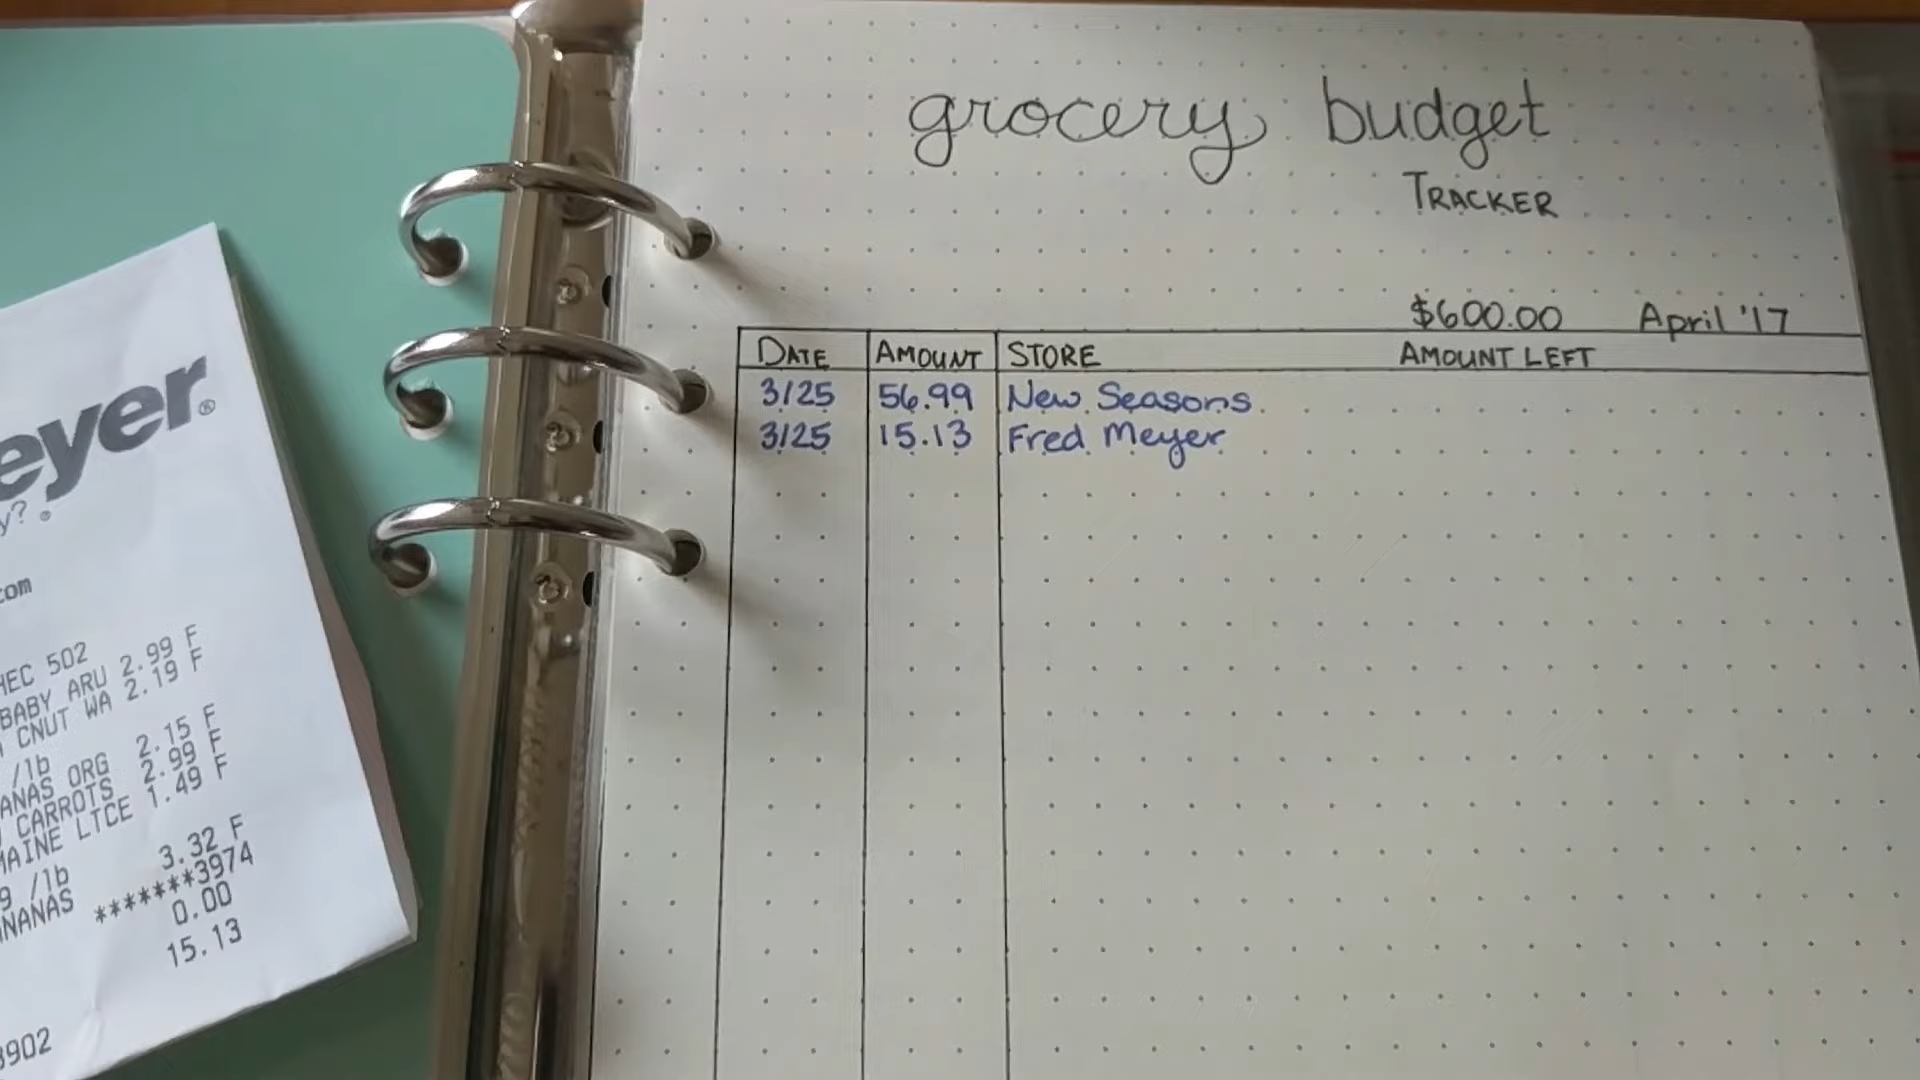 eyer®
y?
com
HEC 502
BABY ARU 2.99 F
CNUT WA 2.19 F
/lb
ANAS ORG 2.15 F
CARROTS 2.99 F
MAINE LTCE 1.49 F
9 /lb
NANAS 3.32 F
*******3974
0.00
15.13
3902
grocery budget
TRACKER
$600.00 April '17
DATE AMOUNT STORE AMOUNT LEFT
3/25 56.99 New Seasons
3/25 15.13 Fred Meyer